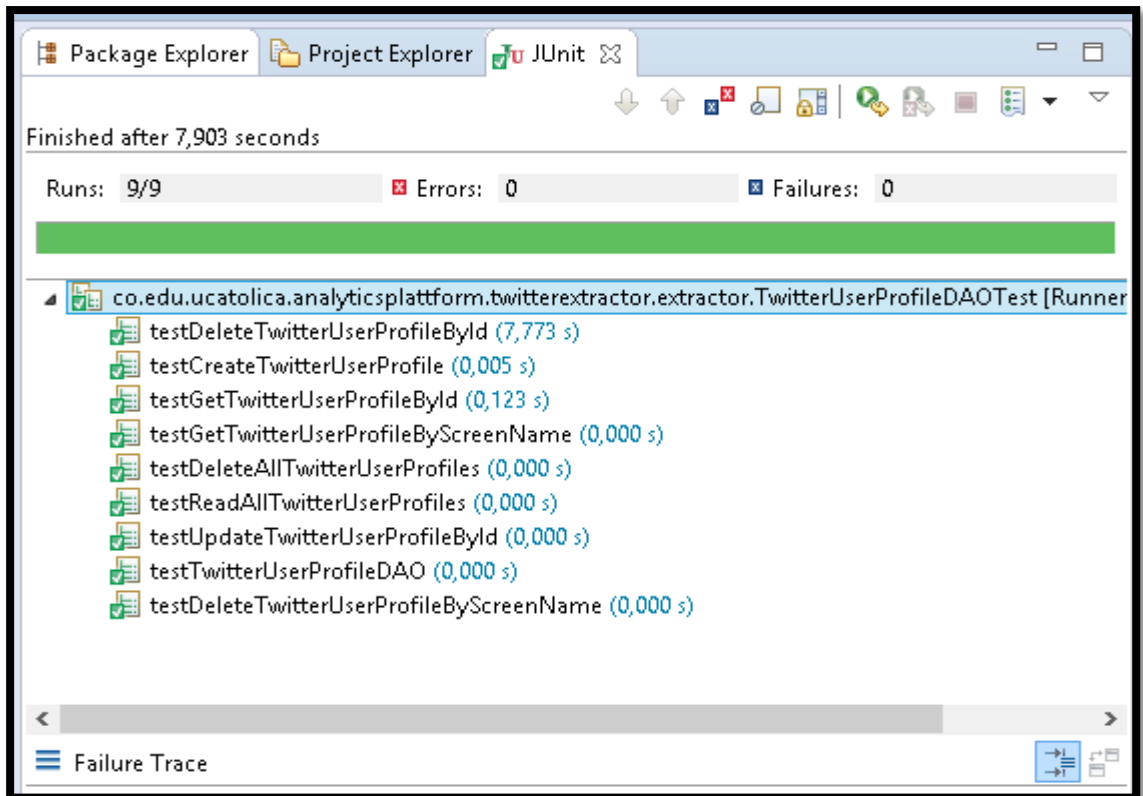 Package Explorer Project Explorer JUnit
Finished after 7,903 seconds
Runs: 9/9 Errors: 0 Failures: 0
co.edu.ucatolica.analyticsplattform.twitterextractor.extractor.TwitterUserProfileDAOTest [Runner
testDeleteTwitterUserProfileById (7,773 s)
testCreateTwitterUserProfile (0,005 s)
testGetTwitterUserProfileById (0,123 s)
testGetTwitterUserProfileByScreenName (0,000 s)
testDeleteAllTwitterUserProfiles (0,000 s)
testReadAllTwitterUserProfiles (0,000 s)
testUpdateTwitterUserProfileById (0,000 s)
testTwitterUserProfileDAO (0,000 s)
testDeleteTwitterUserProfileByScreenName (0,000 s)
Failure Trace